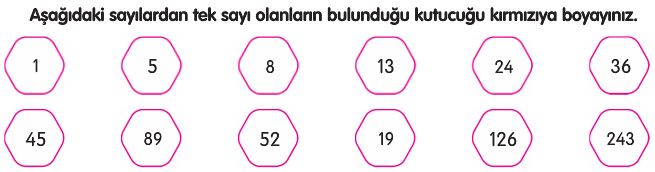 Aşağıdaki sayılardan tek sayı olanların bulunduğu kutucuğu kırmızıya boyayınız.
1 5 8 13 24 36
45 89 52 19 126 243